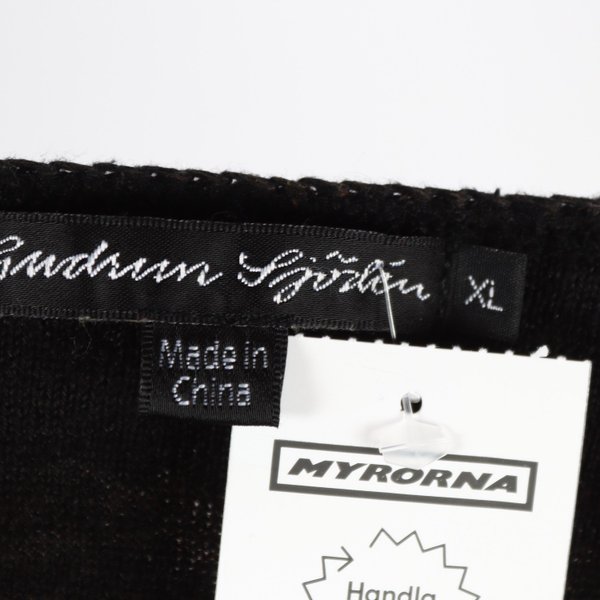 Gudrun Sjödén
XL
Made in
China
MYRORNA
Handla